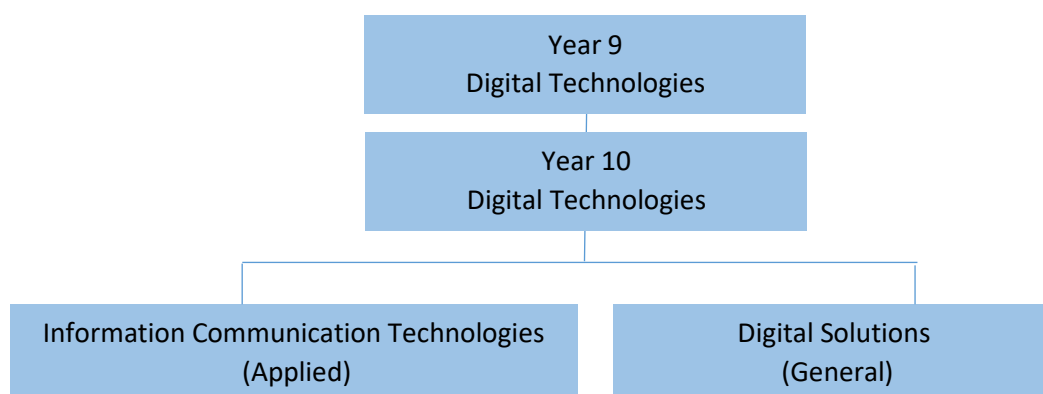 Year 9
Digital Technologies
Year 10
Digital Technologies
Information Communication Technologies
(Applied)
Digital Solutions
(General)